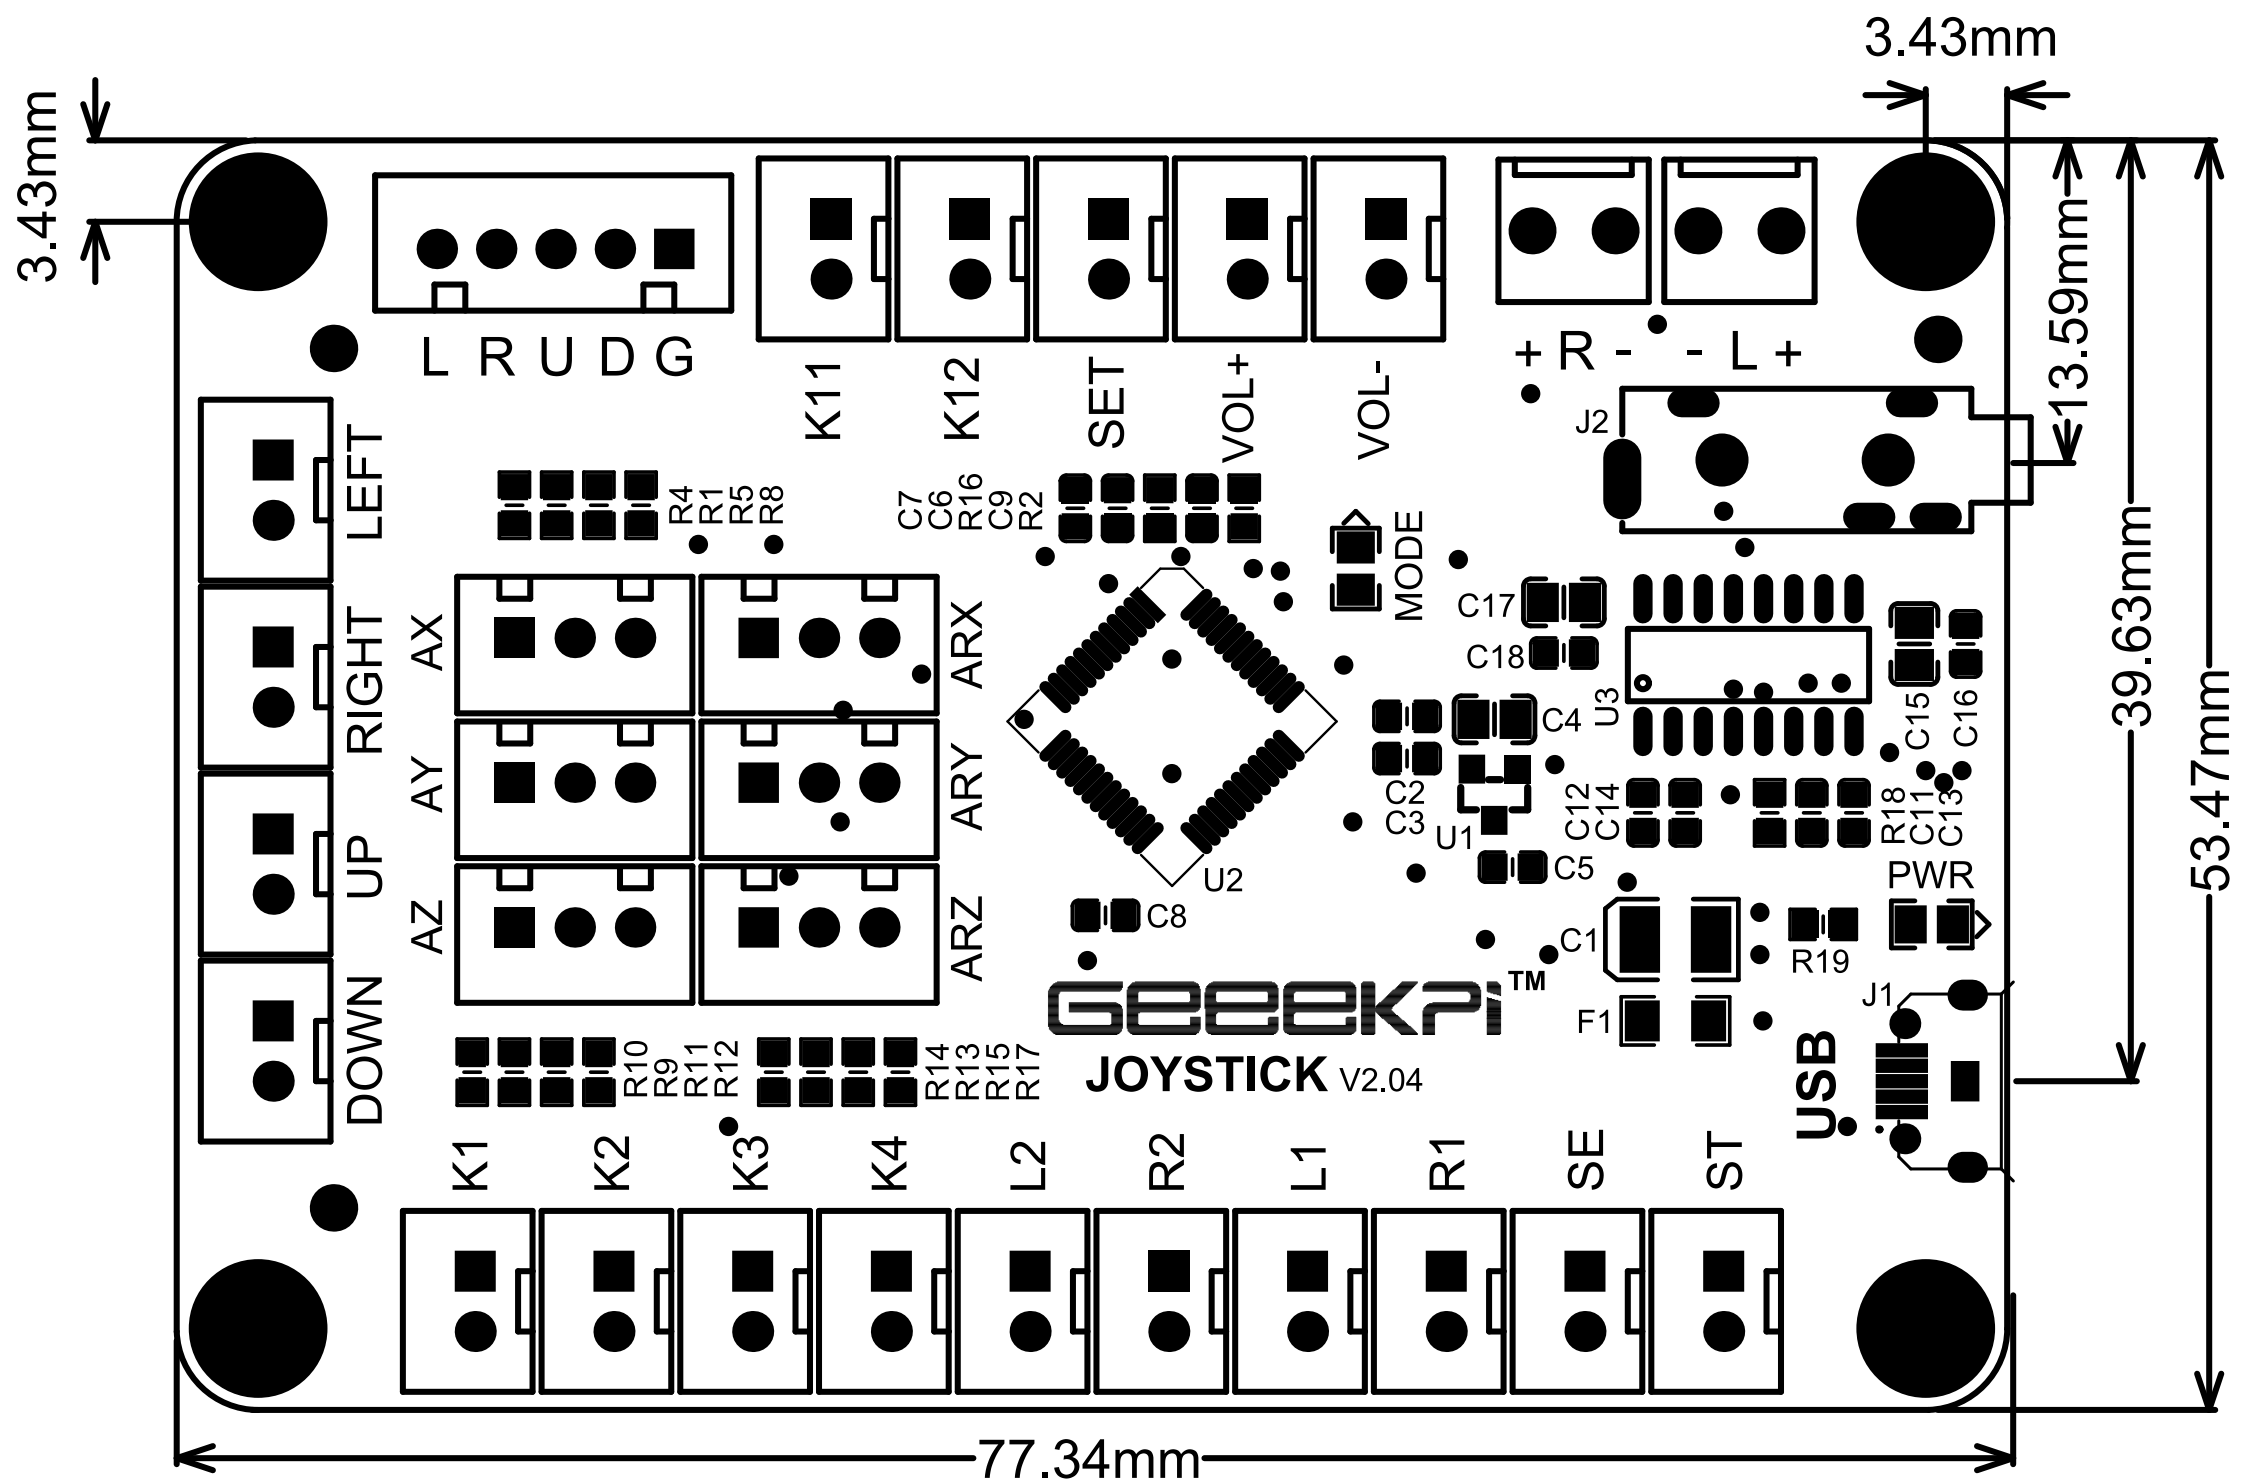 3.43mm
3.43mm
L R U D G
K11
K12
SET
VOL+
VOL-
+ R - - L +
13.59mm
J2
LEFT
R4
R1
R5
R8
C7
C6
R16
C9
R2
MODE
39.63mm
C17
C18
RIGHT
AX
ARX
U3
C15
C16
C4
53.47mm
AY
ARY
C2
C3
U1
C12
C14
R18
C11
C13
UP
U2
C5
PWR
AZ
ARZ
C8
C1
R19
GeeekPi™
J1
F1
DOWN
R10
R9
R11
R12
R14
R13
R15
R17
JOYSTICK V2.04
USB
K1
K2
K3
K4
L2
R2
L1
R1
SE
ST
77.34mm